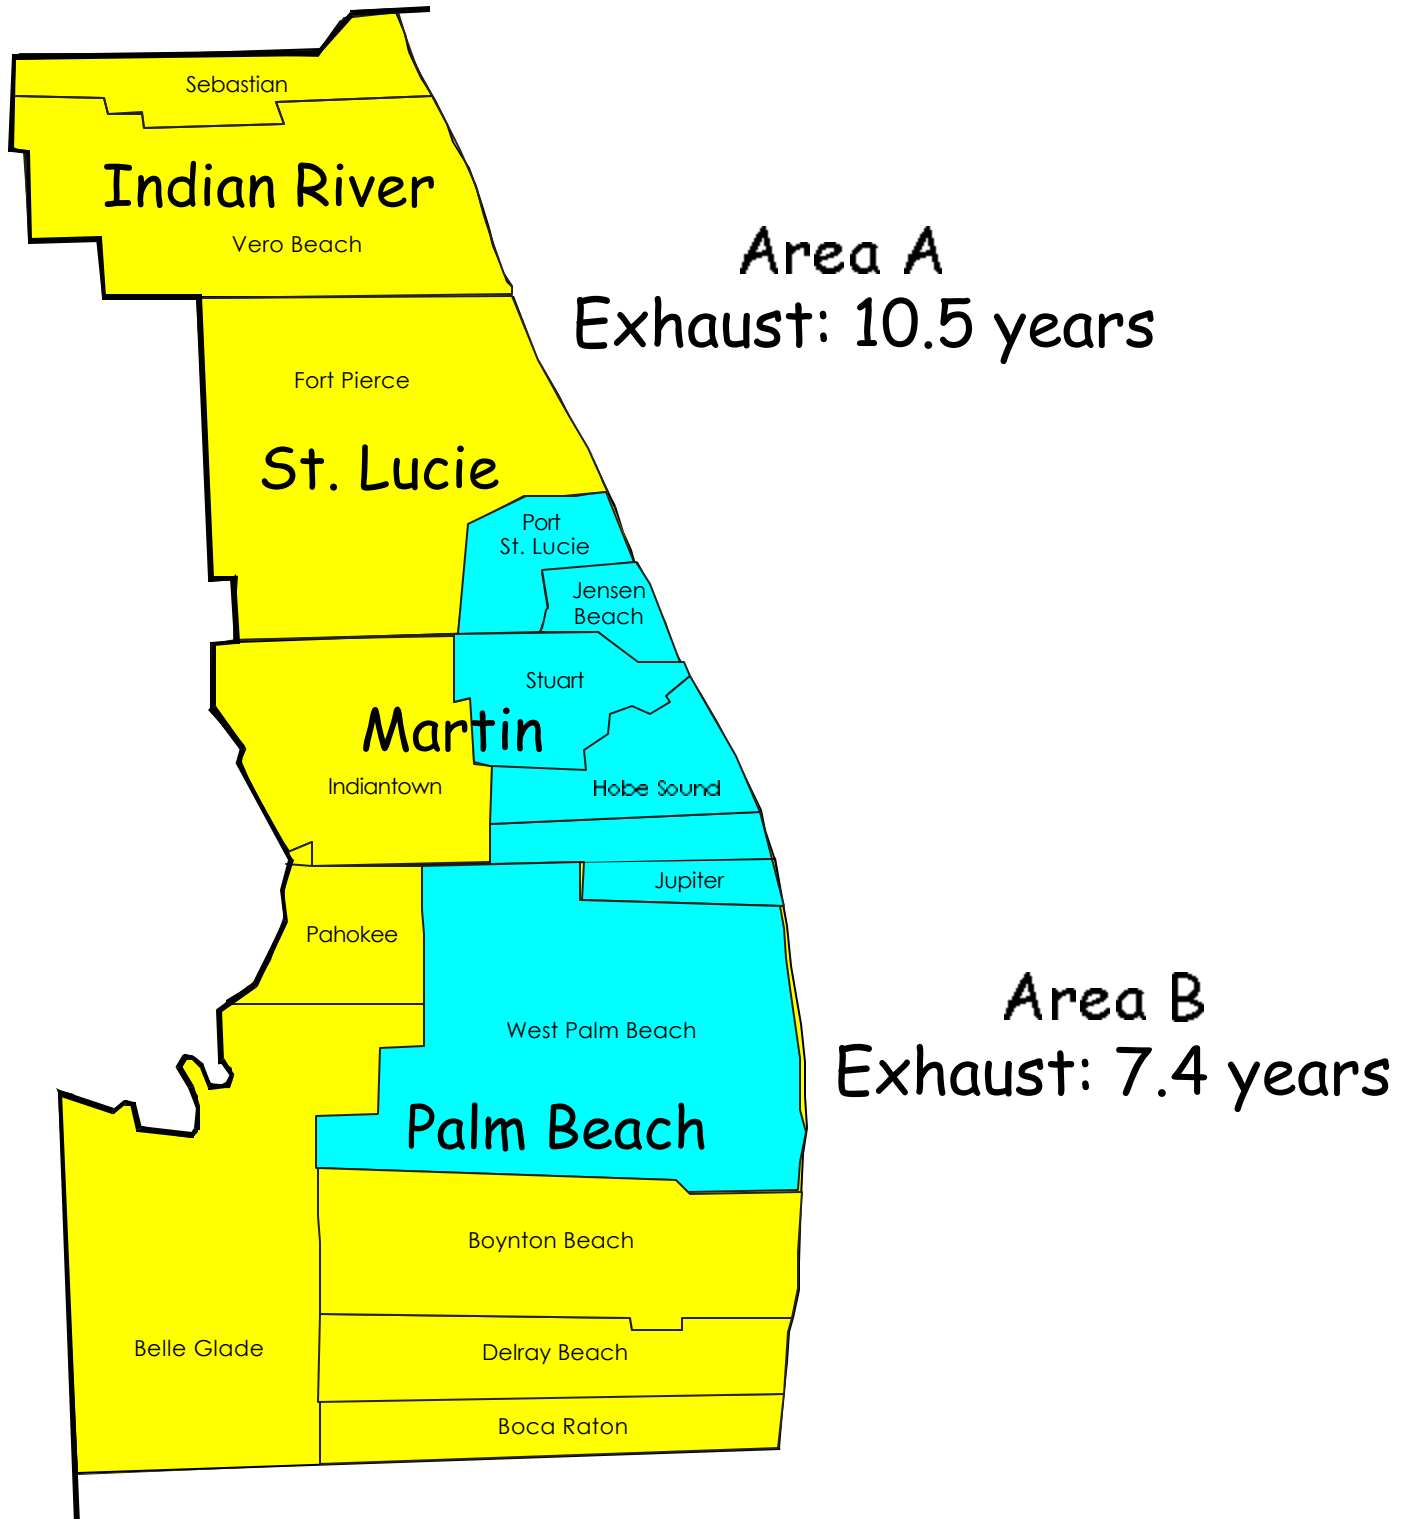 Sebastian
Indian River
Vero Beach
Area A
Exhaust: 10.5 years
Fort Pierce
St. Lucie
Port
St. Lucie
Jensen
Beach
Stuart
Martin
Indiantown
Hobe Sound
Jupiter
Pahokee
Area B
Exhaust: 7.4 years
West Palm Beach
Palm Beach
Boynton Beach
Belle Glade
Delray Beach
Boca Raton